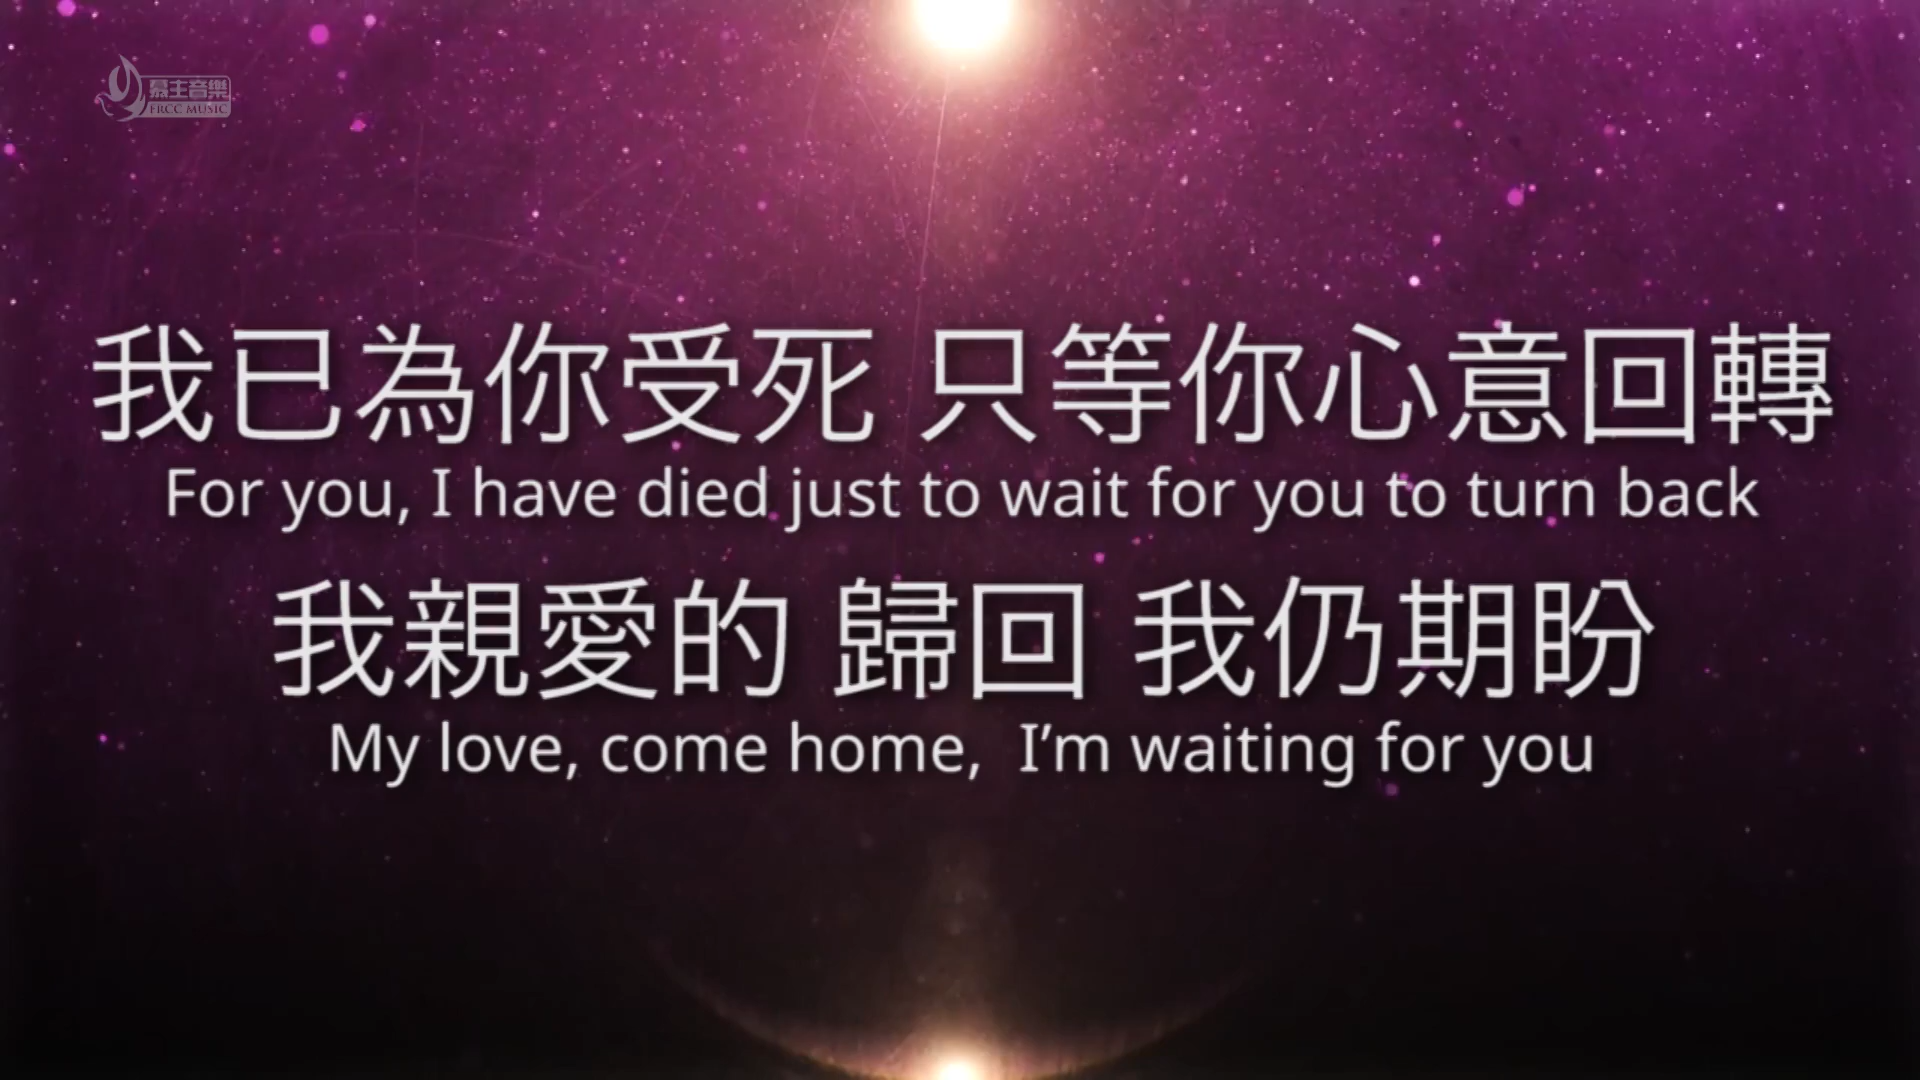 慕主音樂
FRCC MUSIC
我已為你受死 只等你心意回轉
For you, I have died just to wait for you to turn back
我親愛的 歸回 我仍期盼
My love, come home, I’m waiting for you